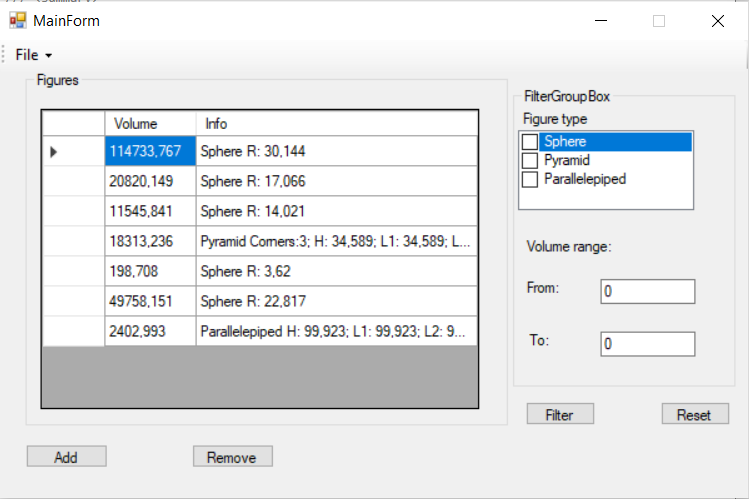 MainForm
File
Figures
Volume Info
114733,767 Sphere R: 30,144
20820,149 Sphere R: 17,066
11545,841 Sphere R: 14,021
18313,236 Pyramid Corners:3; H: 34,589; L1: 34,589; L...
198,708 Sphere R: 3,62
49758,151 Sphere R: 22,817
2402,993 Parallelepiped H: 99,923; L1: 99,923; L2: 9...
FilterGroupBox
Figure type
Sphere
Pyramid
Parallelepiped
Volume range:
From: 0
To: 0
Filter Reset
Add Remove